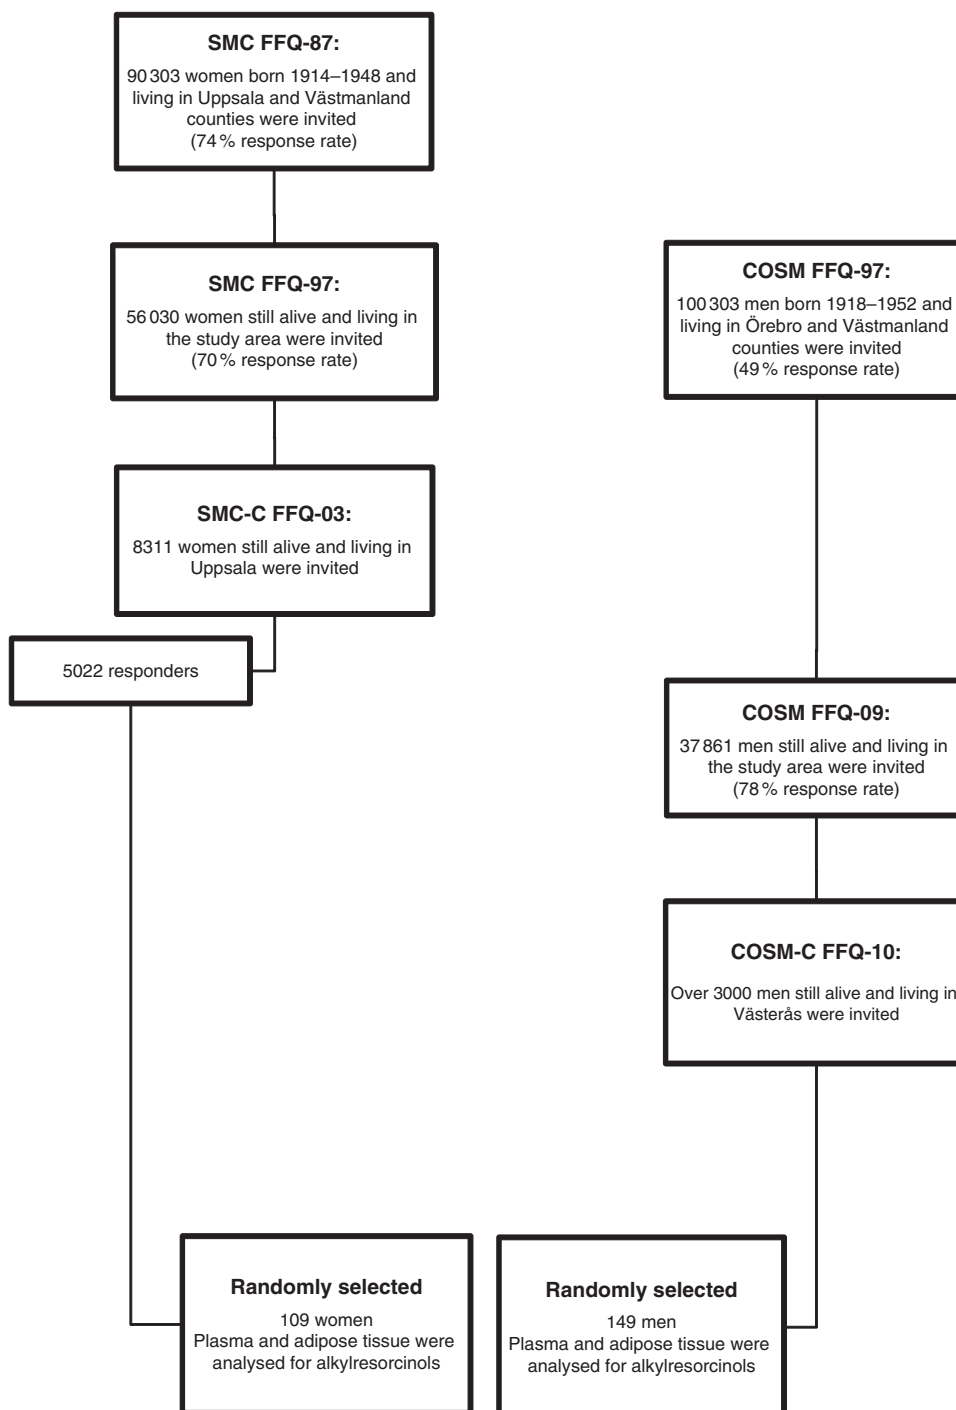 SMC FFQ-87:
90 303 women born 1914–1948 and
living in Uppsala and Västmanland
counties were invited
(74 % response rate)
SMC FFQ-97:
56 030 women still alive and living in
the study area were invited
(70 % response rate)
COSM FFQ-97:
100 303 men born 1918–1952 and
living in Örebro and Västmanland
counties were invited
(49 % response rate)
SMC-C FFQ-03:
8311 women still alive and living in
Uppsala were invited
5022 responders
COSM FFQ-09:
37 861 men still alive and living in
the study area were invited
(78 % response rate)
COSM-C FFQ-10:
Over 3000 men still alive and living in
Västerås were invited
Randomly selected
109 women
Plasma and adipose tissue were
analysed for alkylresorcinols
Randomly selected
149 men
Plasma and adipose tissue were
analysed for alkylresorcinols